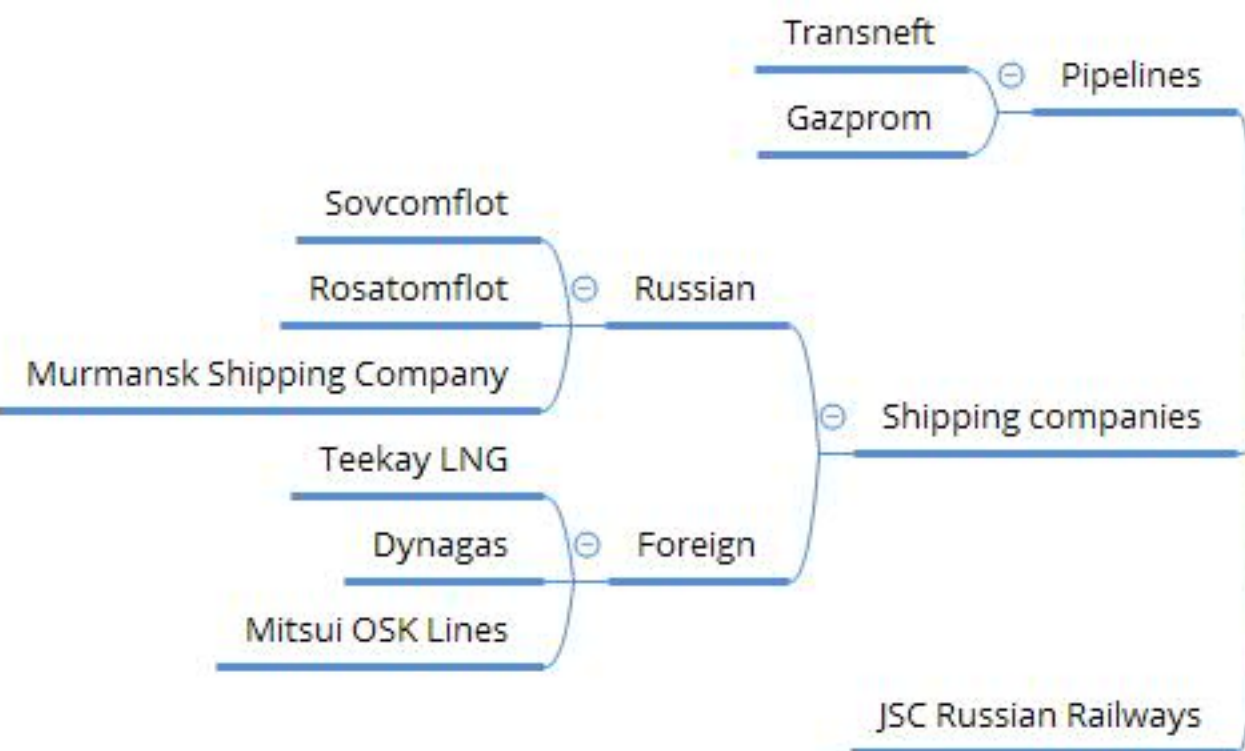 Transneft
Pipelines
Gazprom
Sovcomflot
Rosatomflot
Russian
Murmansk Shipping Company
Shipping companies
Teekay LNG
Dynagas
Foreign
Mitsui OSK Lines
JSC Russian Railways